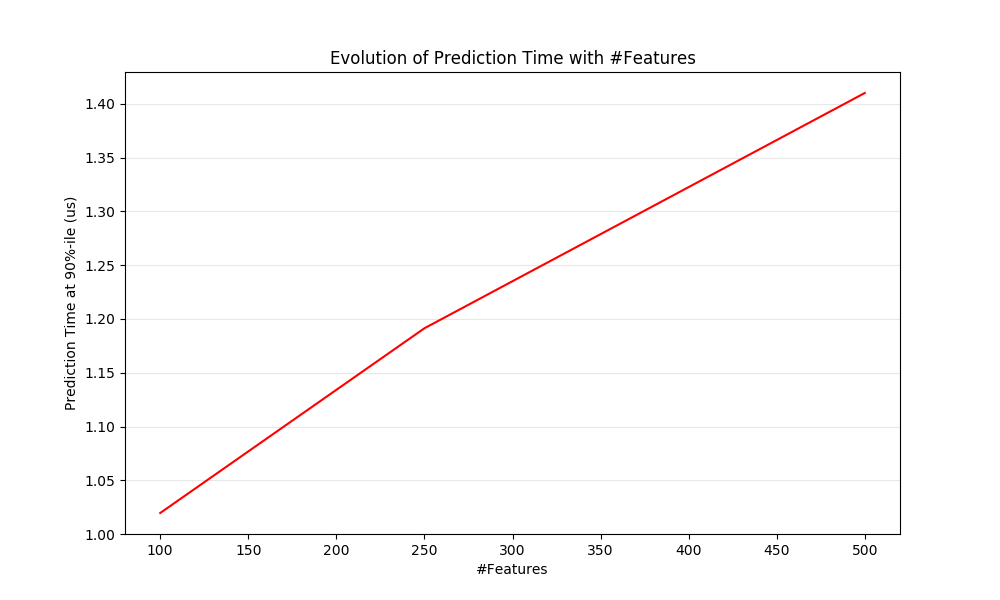 Evolution of Prediction Time with #Features
Prediction Time at 90%-ile (us)
1.40
1.35
1.30
1.25
1.20
1.15
1.10
1.05
1.00
100 150 200 250 300 350 400 450 500
#Features